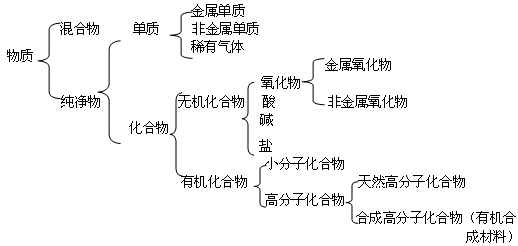 物质
混合物
纯净物
单质
金属单质
非金属单质
稀有气体
化合物
无机化合物
氧化物
金属氧化物
非金属氧化物
酸
碱
盐
有机化合物
小分子化合物
高分子化合物
天然高分子化合物
合成高分子化合物（有机合
成材料）